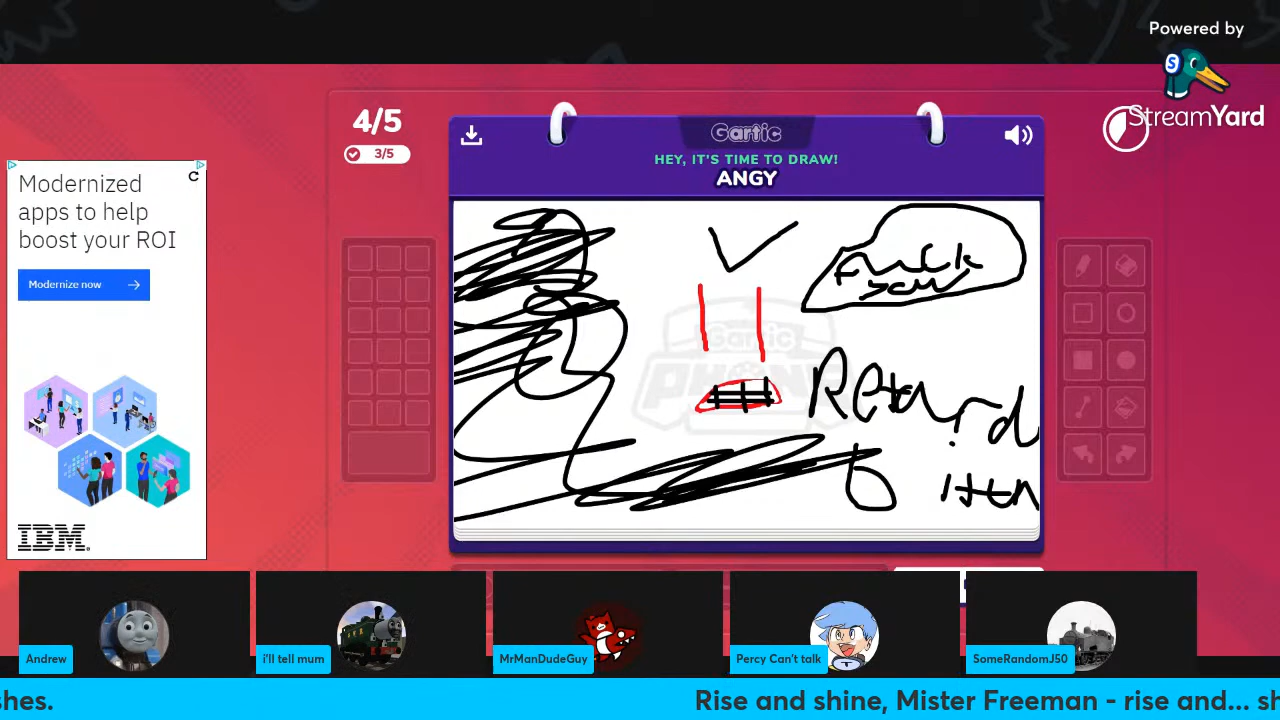 Powered by
StreamYard
4/5
3/5
Gartic
HEY, IT'S TIME TO DRAW!
ANGY
Modernized
apps to help
boost your ROI
Modernize now
IBM.
fuck
you
Gartic
PHONE
Retard
Andrew
i'll tell mum
MrManDudeGuy
Percy Can't talk
SomeRandomJ50
shes.
Rise and shine, Mister Freeman - rise and... sh